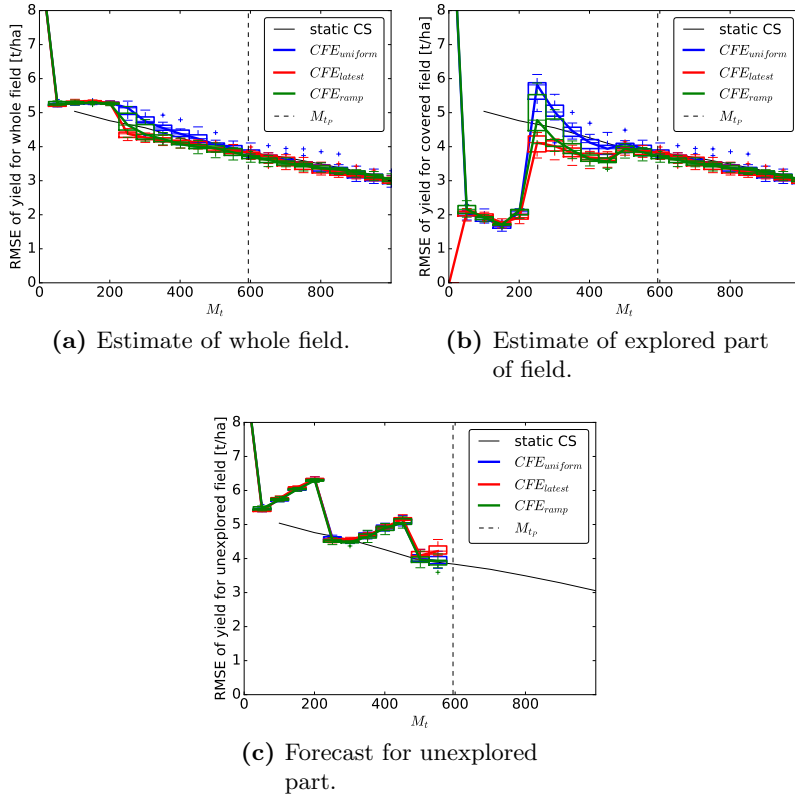 RMSE of yield for whole field [t/ha]
8
7
6
5
4
3
2
1
0
0 200 400 600 800
M_t
static CS
CFE_uniform
CFE_latest
CFE_ramp
M_tP
(a) Estimate of whole field.
RMSE of yield for covered field [t/ha]
8
7
6
5
4
3
2
1
0
0 200 400 600 800
M_t
static CS
CFE_uniform
CFE_latest
CFE_ramp
M_tP
(b) Estimate of explored part
of field.
RMSE of yield for unexplored field [t/ha]
8
7
6
5
4
3
2
1
0
0 200 400 600 800
M_t
static CS
CFE_uniform
CFE_latest
CFE_ramp
M_tP
(c) Forecast for unexplored
part.